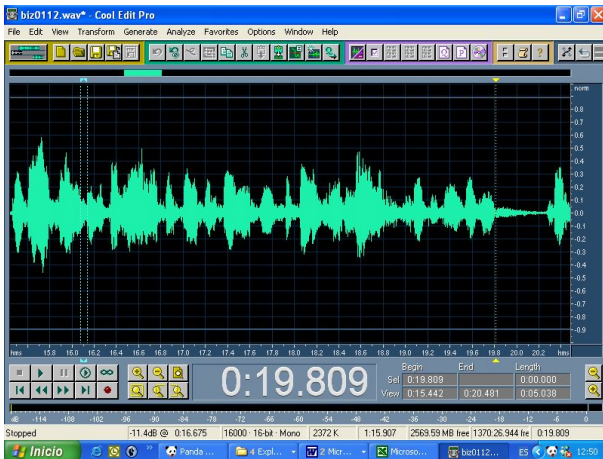 biz0112.wav* - Cool Edit Pro
File Edit View Transform Generate Analyze Favorites Options Window Help
norm
0.8
0.7
0.6
0.5
0.4
0.3
0.2
0.1
0.0
-0.1
-0.2
-0.3
-0.4
-0.5
-0.6
-0.7
-0.8
-0.9
hms 15.8 16.0 16.2 16.4 16.6 16.8 17.0 17.2 17.4 17.6 17.8 18.0 18.2 18.4 18.6 18.8 19.0 19.2 19.4 19.6 19.8 20.0 20.2 hms
0:19.809
Begin End Length
Sel 0:19.809 0:00.000
View 0:15.442 0:20.481 0:05.038
dB -114 -108 -102 -96 -90 -84 -78 -72 -66 -60 -54 -48 -42 -36 -30 -24 -18 -12 -6 0
Stopped -11.4dB @ 0:16.675 16000 · 16-bit · Mono 2372 K 1:15.907 2569.59 MB free 1370:26.944 free 0:19.809
Inicio Panda ... 4 Expl... 2 Micr... Microso... biz0112... ES 12:50